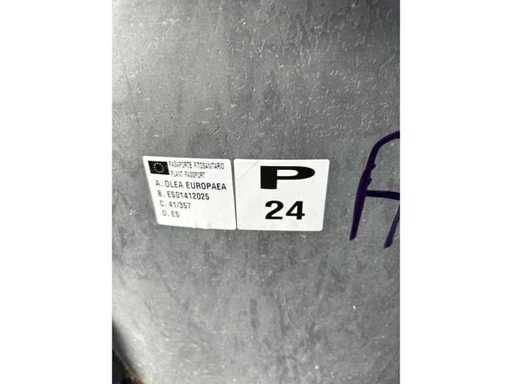 PASAPORTE FITOSANITARIO
PLANT PASSPORT
A. OLEA EUROPAEA
B. ES01412025
C. 41/357
D. ES
P
24
A